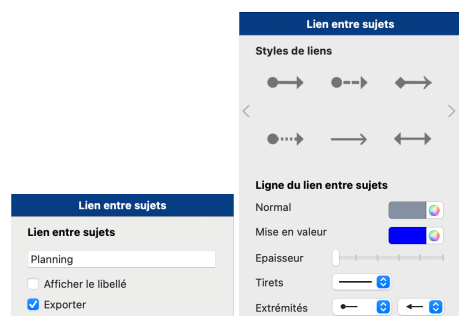 Lien entre sujets
Lien entre sujets
Planning
Afficher le libellé
Exporter
Lien entre sujets
Styles de liens
Ligne du lien entre sujets
Normal
Mise en valeur
Epaisseur
Tirets
Extrémités